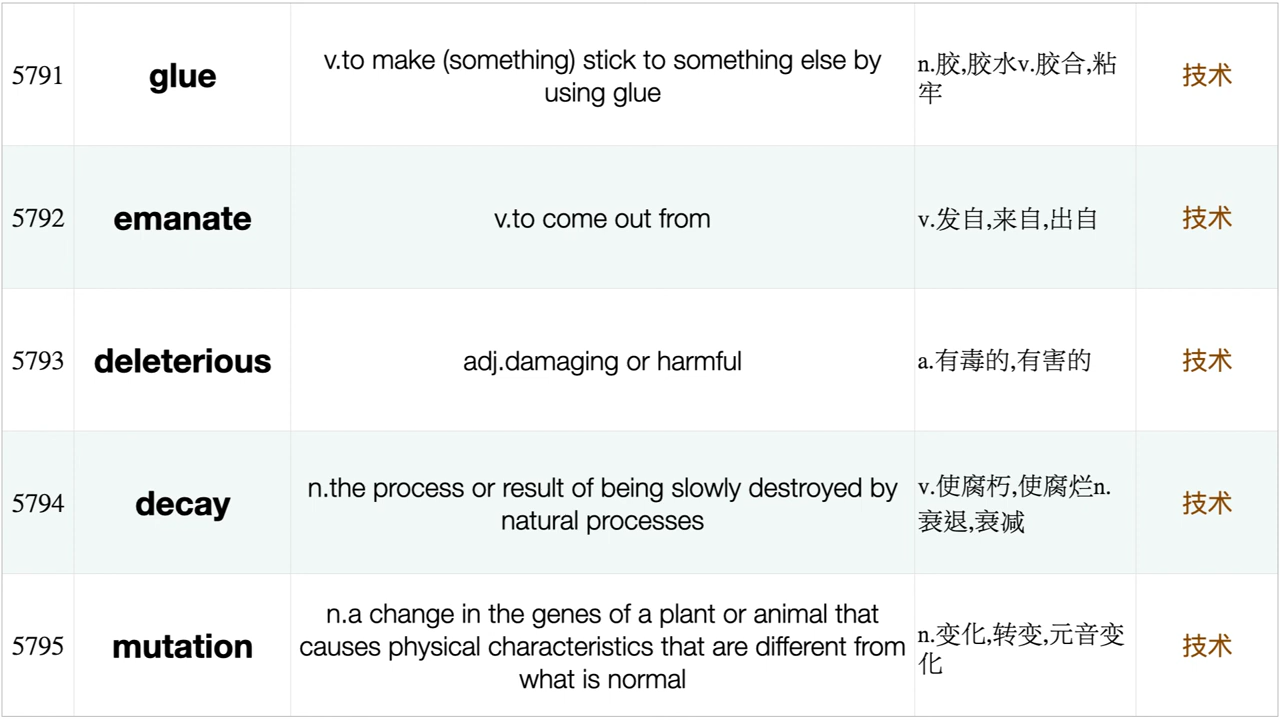 5791 glue v.to make (something) stick to something else by using glue n.胶,胶水v.胶合,粘牢 技术
5792 emanate v.to come out from v.发自,来自,出自 技术
5793 deleterious adj.damaging or harmful a.有毒的,有害的 技术
5794 decay n.the process or result of being slowly destroyed by natural processes v.使腐朽,使腐烂n.衰退,衰减 技术
5795 mutation n.a change in the genes of a plant or animal that causes physical characteristics that are different from what is normal n.变化,转变,元音变化 技术